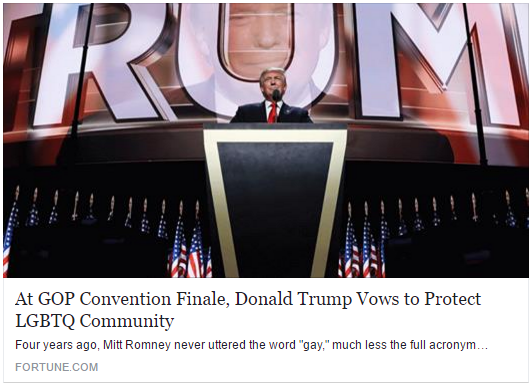 RUM
At GOP Convention Finale, Donald Trump Vows to Protect
LGBTQ Community
Four years ago, Mitt Romney never uttered the word "gay," much less the full acronym…
FORTUNE.COM